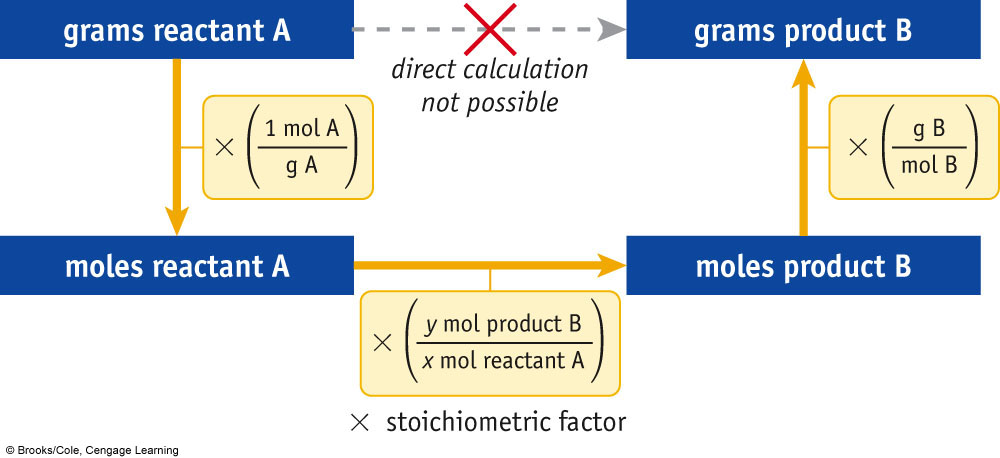 grams reactant A
grams product B
direct calculation
not possible
× (1 mol A / g A)
× (g B / mol B)
moles reactant A
moles product B
× (y mol product B / x mol reactant A)
× stoichiometric factor
© Brooks/Cole, Cengage Learning